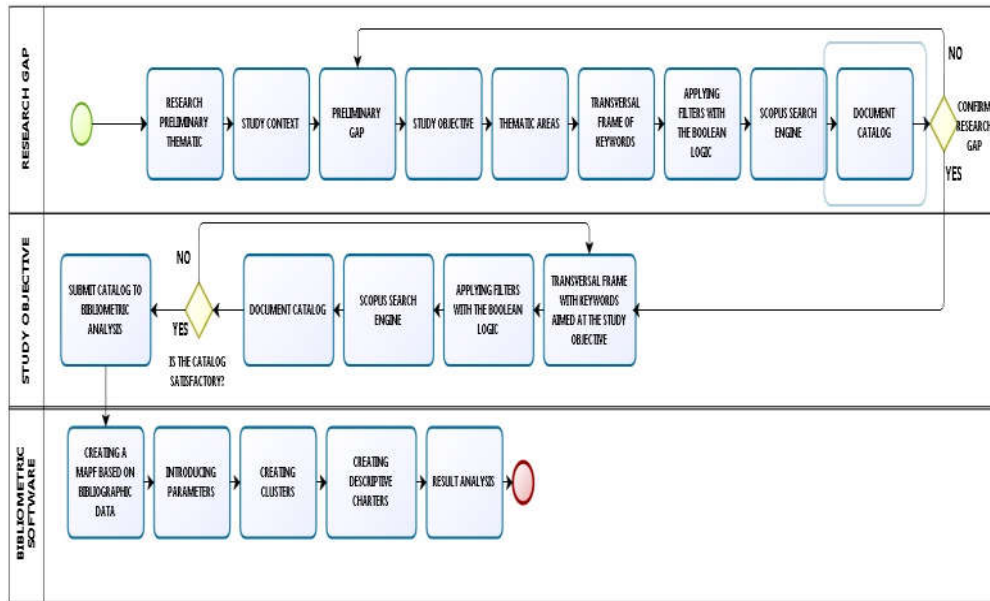 RESEARCH GAP
RESEARCH
PRELIMINARY
THEMATIC
STUDY CONTEXT
PRELIMINARY
GAP
STUDY OBJECTIVE
THEMATIC AREAS
TRANSVERSAL
FRAME OF
KEYWORDS
APPLYING
FILTERS WITH
THE BOOLEAN
LOGIC
SCOPUS SEARCH
ENGINE
DOCUMENT
CATALOG
NO
CONFIRM
RESEARCH
GAP
YES
STUDY OBJECTIVE
SUBMIT CATALOG TO
BIBLIOMETRIC
ANALYSIS
NO
YES
IS THE CATALOG
SATISFACTORY?
DOCUMENT CATALOG
SCOPUS SEARCH
ENGINE
APPLYING FILTERS
WITH THE BOOLEAN
LOGIC
TRANSVERSAL FRAME
WITH KEYWORDS
AIMED AT THE STUDY
OBJECTIVE
BIBLIOMETRIC
SOFTWARE
CREATING A
MAPF BASED ON
BIBLIOGRAPHIC
DATA
INTRODUCING
PARAMETERS
CREATING
CLUSTERS
CREATING
DESCRIPTIVE
CHARTERS
RESULT ANALYSIS